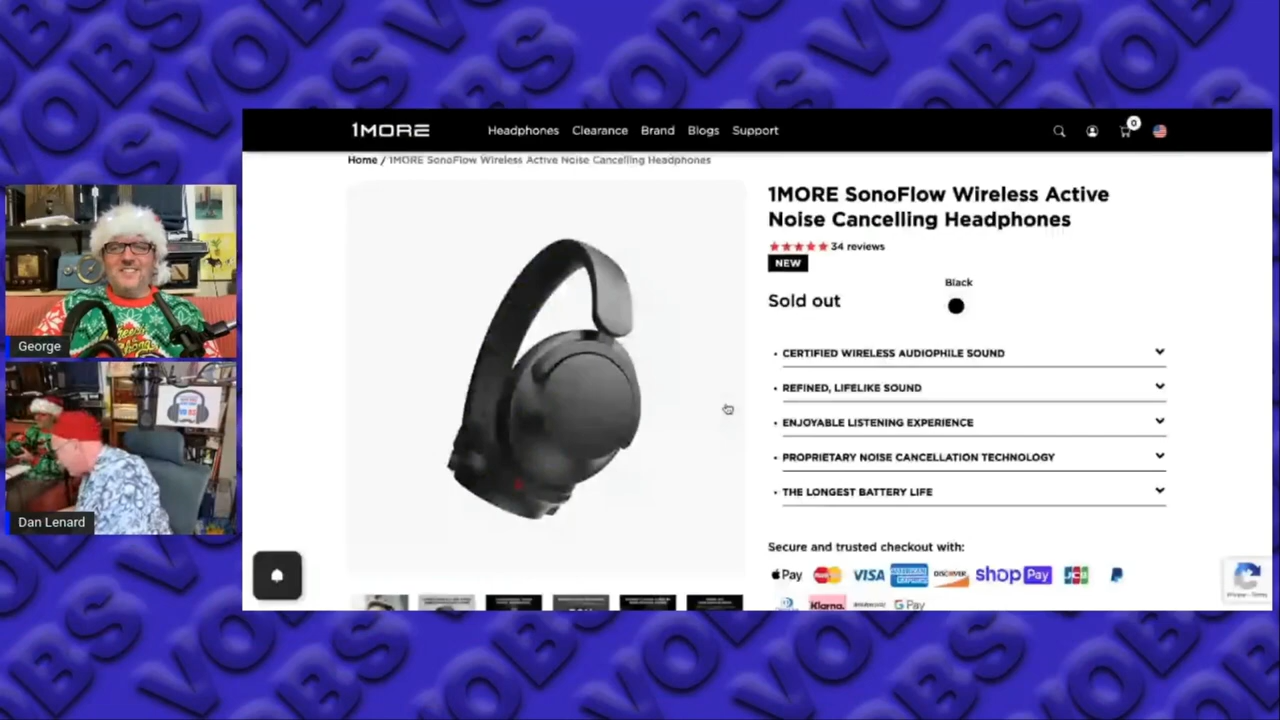 VOBS
1MORE
Headphones
Clearance
Brand
Blogs
Support
0
Home / 1MORE SonoFlow Wireless Active Noise Cancelling Headphones
1MORE SonoFlow Wireless Active
Noise Cancelling Headphones
34 reviews
NEW
Black
Sold out
CERTIFIED WIRELESS AUDIOPHILE SOUND
REFINED, LIFELIKE SOUND
ENJOYABLE LISTENING EXPERIENCE
PROPRIETARY NOISE CANCELLATION TECHNOLOGY
THE LONGEST BATTERY LIFE
Secure and trusted checkout with:
Pay
VISA
DISCOVER
shop Pay
JCB
Klarna.
G Pay
George
Dan Lenard